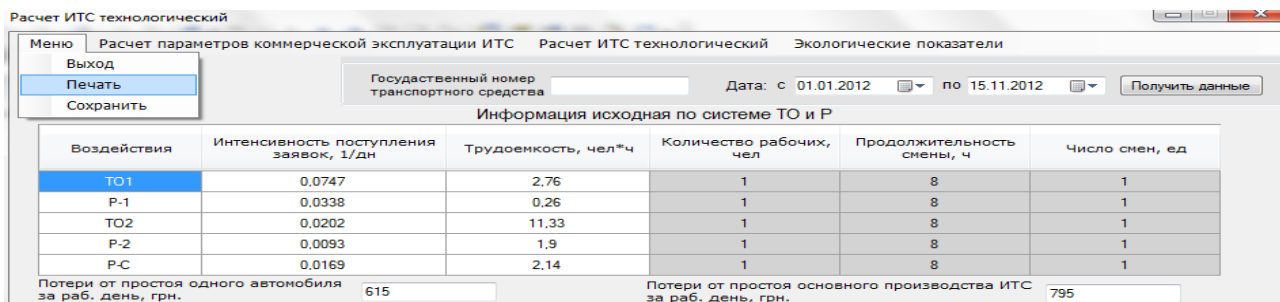 Расчет ИТС технологический
Меню Расчет параметров коммерческой эксплуатации ИТС Расчет ИТС технологический Экологические показатели
Выход
Печать
Сохранить
Государственный номер
транспортного средства
Дата: с 01.01.2012 по 15.11.2012 Получить данные
Информация исходная по системе ТО и Р
Воздействия Интенсивность поступления заявок, 1/дн Трудоемкость, чел*ч Количество рабочих, чел Продолжительность смены, ч Число смен, ед
ТО1 0,0747 2,76 1 8 1
Р-1 0,0338 0,26 1 8 1
ТО2 0,0202 11,33 1 8 1
Р-2 0,0093 1,9 1 8 1
Р-С 0,0169 2,14 1 8 1
Потери от простоя одного автомобиля
за раб. день, грн. 615
Потери от простоя основного производства ИТС
за раб. день, грн. 795